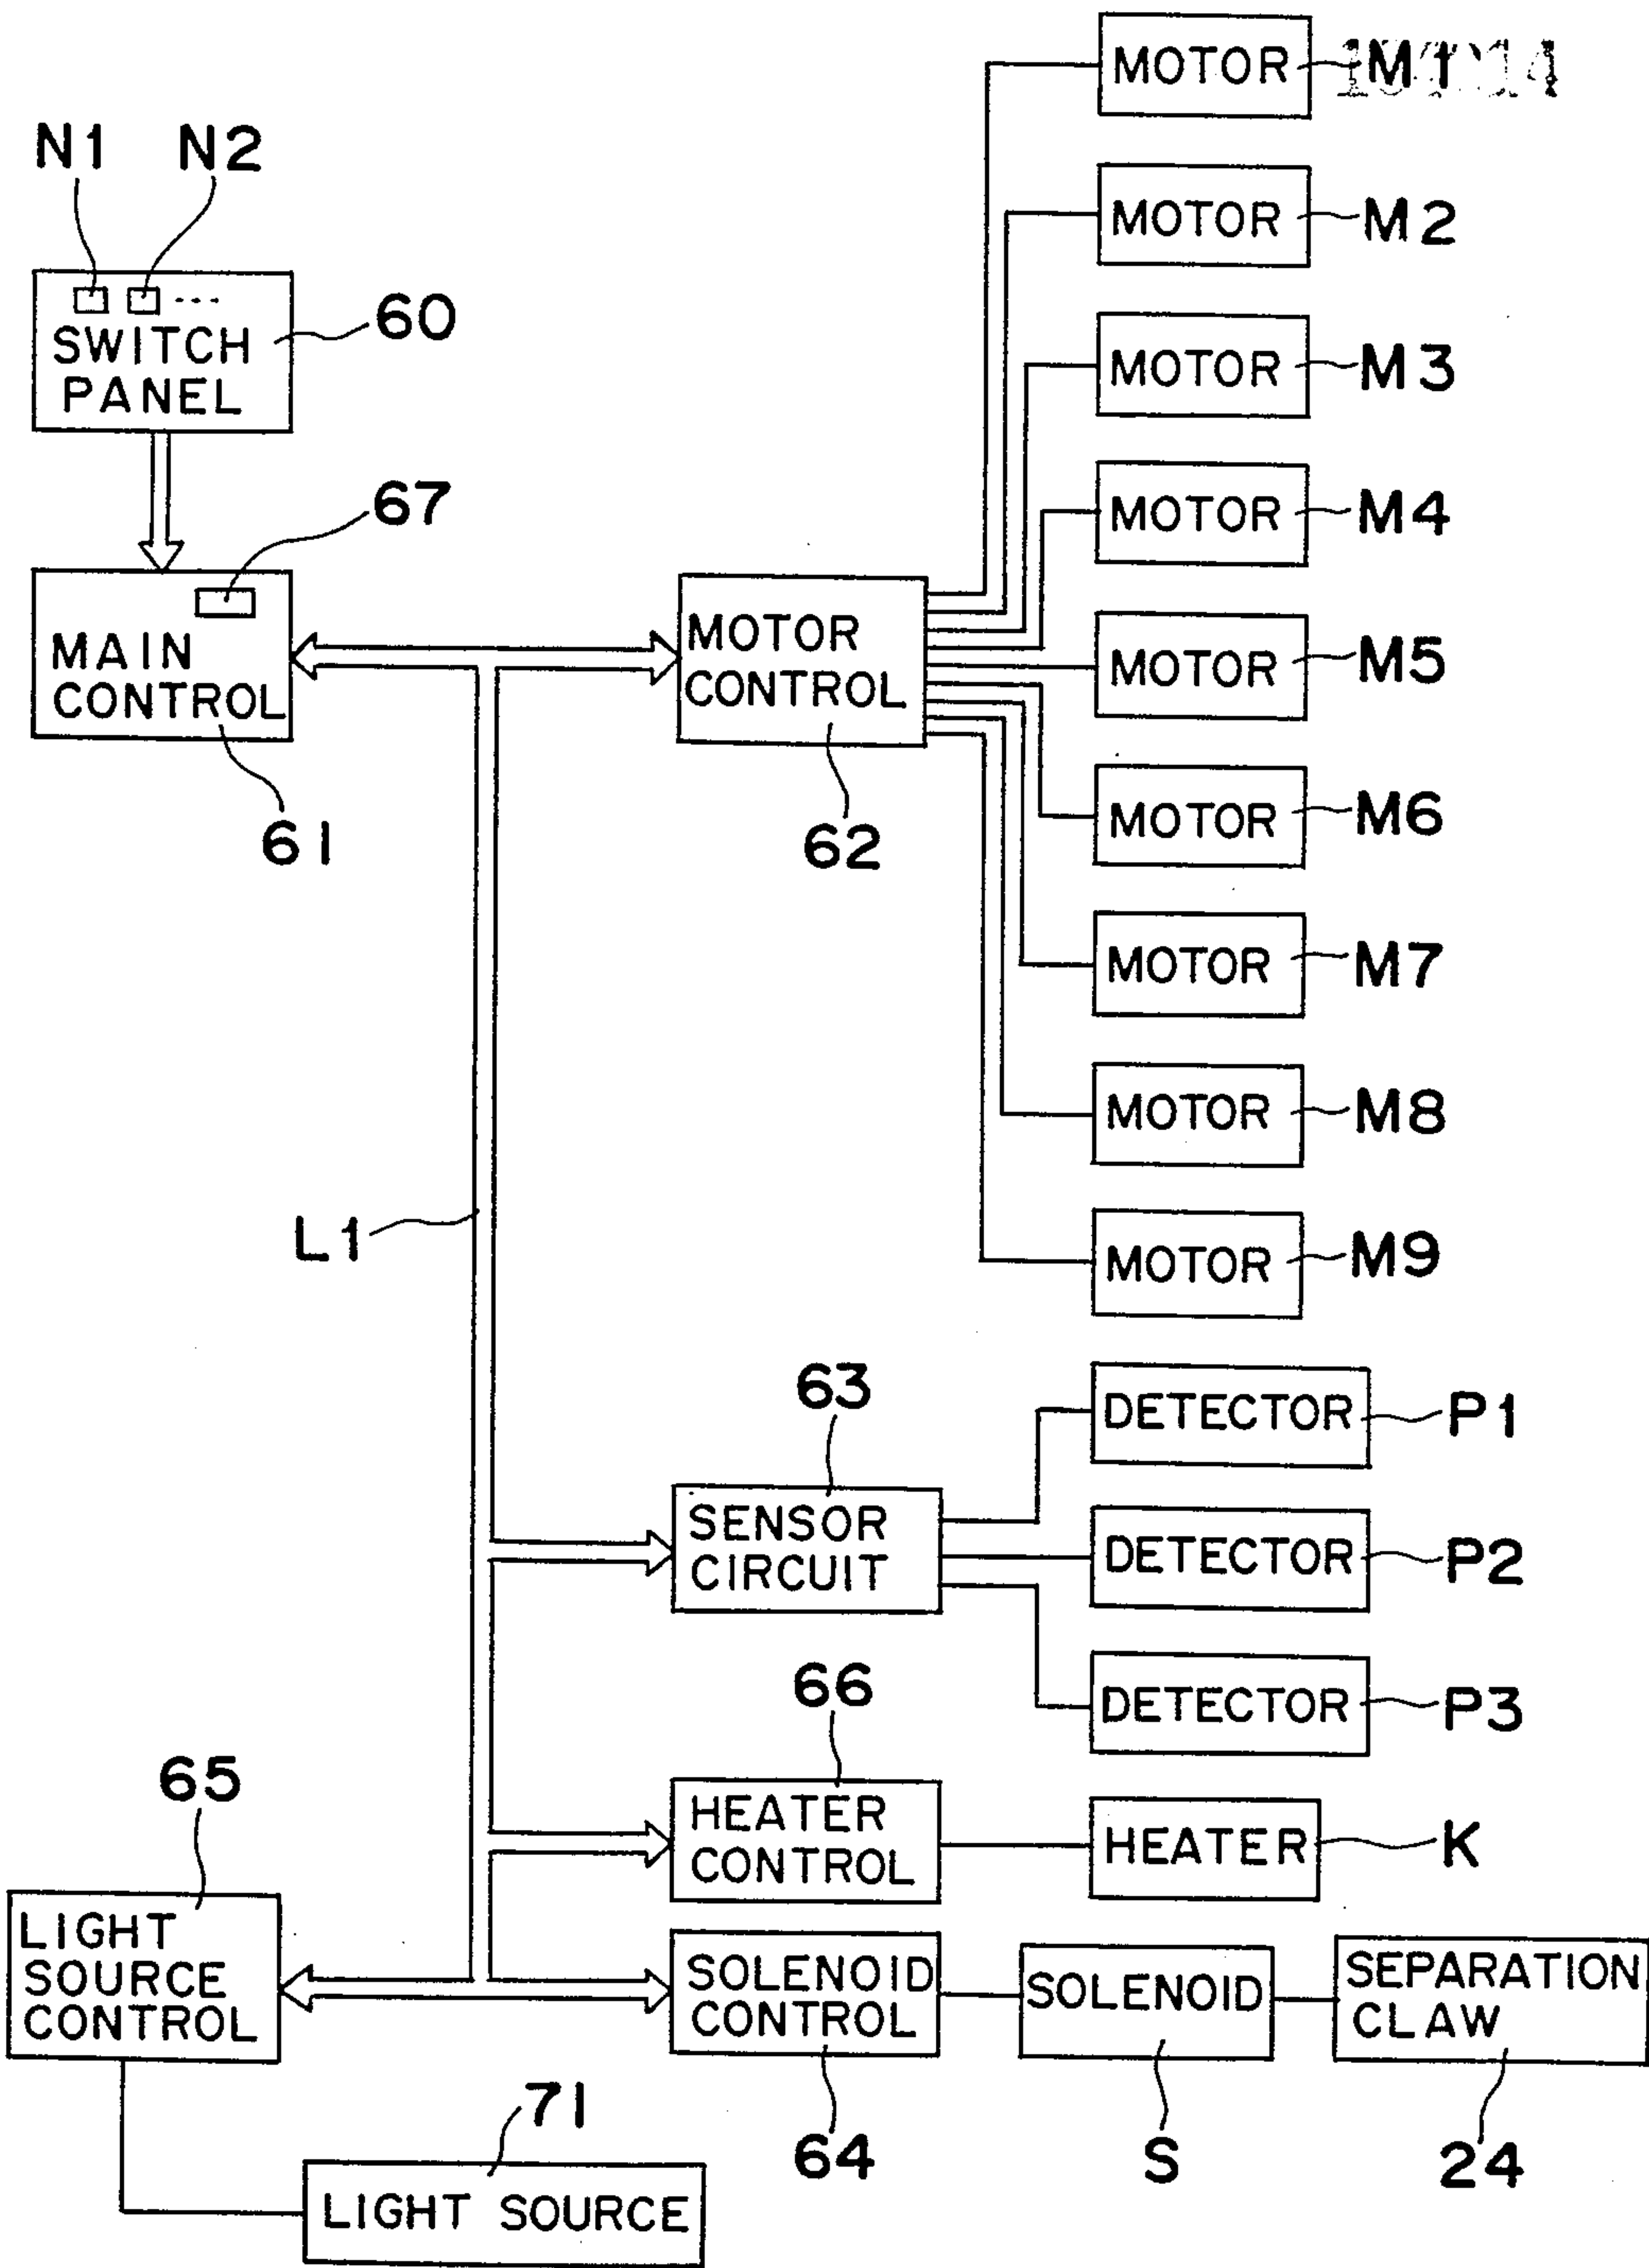 MOTOR M1
N1 N2
MOTOR M2
SWITCH
PANEL
60
MOTOR M3
67
MOTOR M4
MAIN
CONTROL
61
MOTOR
CONTROL
62
MOTOR M5
MOTOR M6
MOTOR M7
MOTOR M8
L1
MOTOR M9
63
SENSOR
CIRCUIT
DETECTOR P1
DETECTOR P2
DETECTOR P3
66
HEATER
CONTROL
HEATER K
65
LIGHT
SOURCE
CONTROL
SOLENOID
CONTROL
64
SOLENOID
S
SEPARATION
CLAW
24
71
LIGHT SOURCE